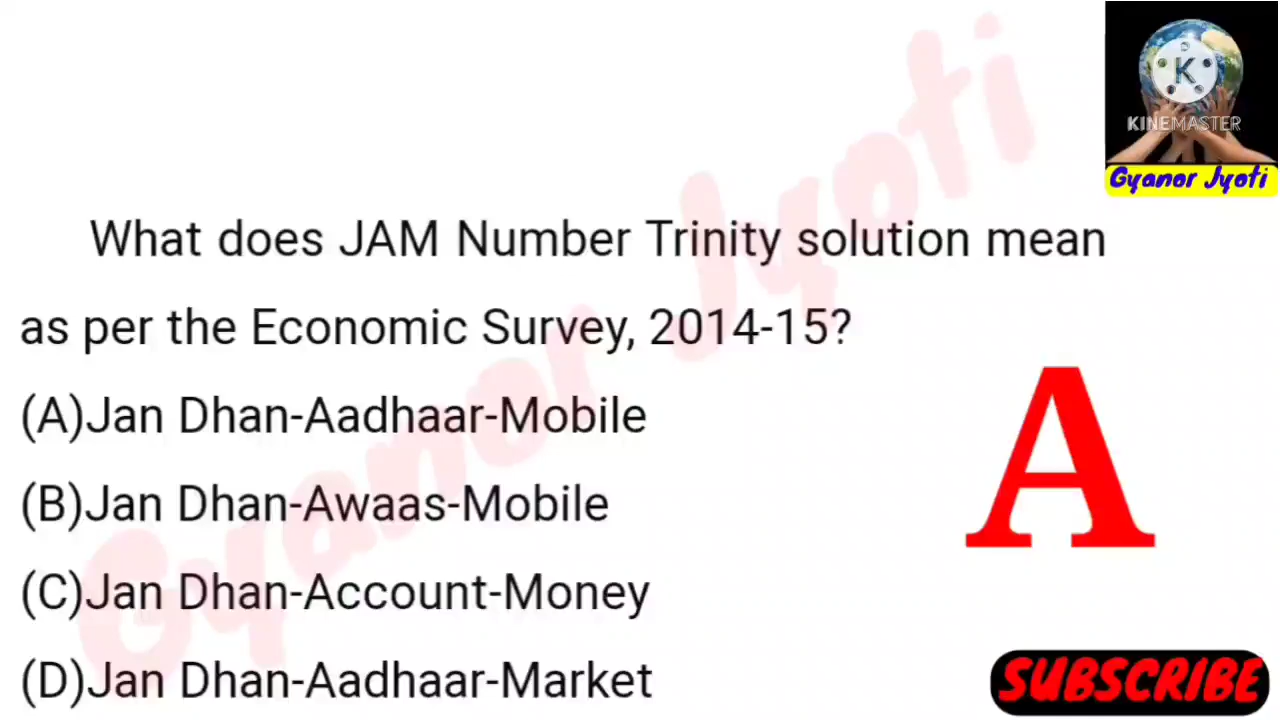 K
KINEMASTER
Gyanor Jyoti
What does JAM Number Trinity solution mean
as per the Economic Survey, 2014-15?
(A)Jan Dhan-Aadhaar-Mobile
(B)Jan Dhan-Awaas-Mobile
(C)Jan Dhan-Account-Money
(D)Jan Dhan-Aadhaar-Market
A
Gyanor Jyoti
SUBSCRIBE